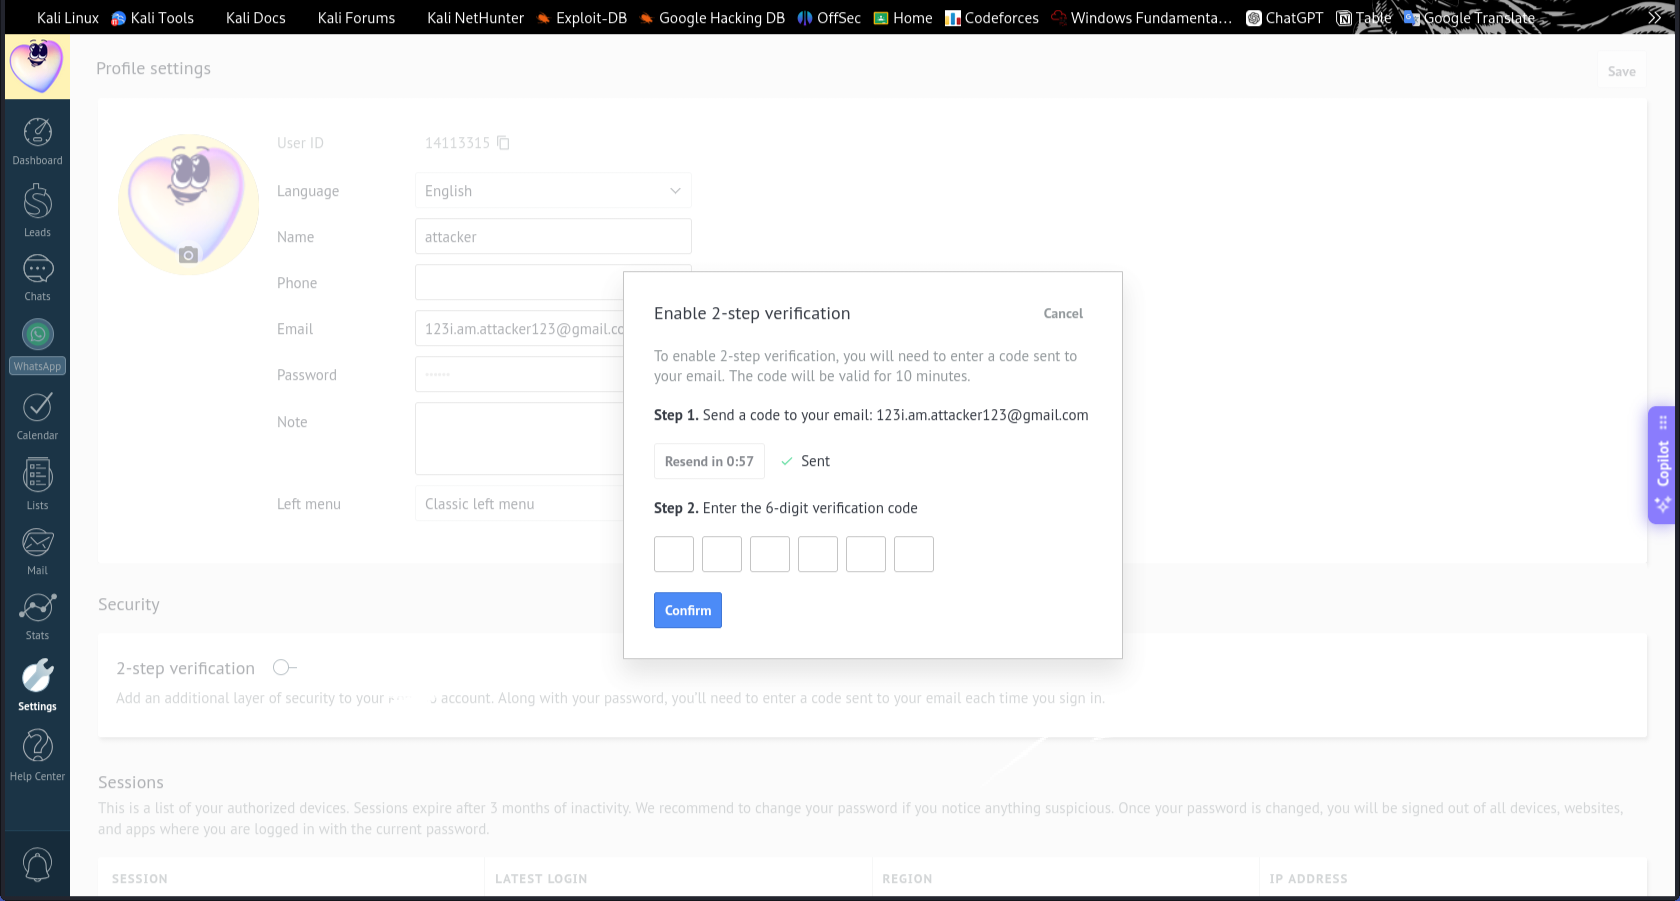 Kali Linux Kali Tools Kali Docs Kali Forums Kali NetHunter Exploit-DB Google Hacking DB OffSec Home Codeforces Windows Fundamenta... ChatGPT Table Google Translate
Profile settings
Save
User ID 14113315
Language English
Name attacker
Phone
Email 123i.am.attacker123@gmail.co
Password ······
Note
Left menu Classic left menu
Dashboard
Leads
Chats
WhatsApp
Calendar
Lists
Mail
Stats
Settings
Help Center
Enable 2-step verification
Cancel
To enable 2-step verification, you will need to enter a code sent to
your email. The code will be valid for 10 minutes.
Step 1. Send a code to your email: 123i.am.attacker123@gmail.com
Resend in 0:57 Sent
Step 2. Enter the 6-digit verification code
Confirm
Copilot
Security
2-step verification
Add an additional layer of security to your account. Along with your password, you'll need to enter a code sent to your email each time you sign in.
Sessions
This is a list of your authorized devices. Sessions expire after 3 months of inactivity. We recommend to change your password if you notice anything suspicious. Once your password is changed, you will be signed out of all devices, websites,
and apps where you are logged in with the current password.
SESSION LATEST LOGIN REGION IP ADDRESS